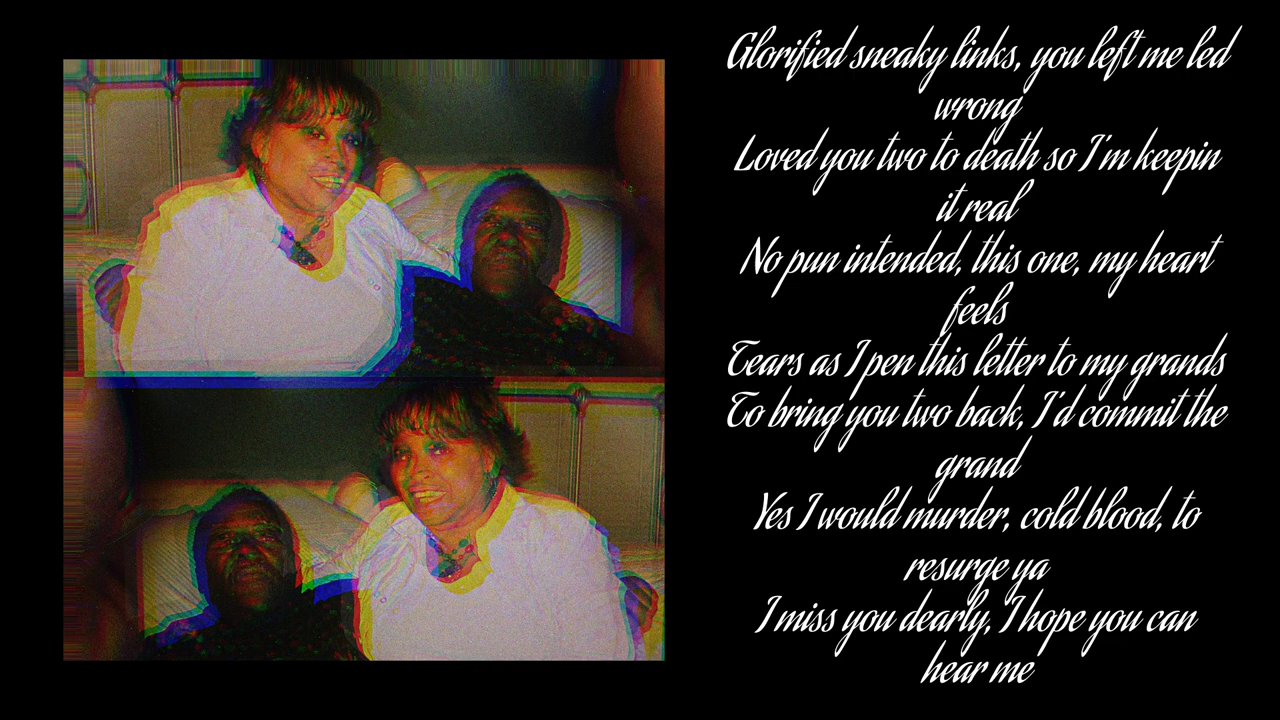 Glorified sneaky links, you left me led
wrong
Loved you two to death so I'm keepin
it real
No pun intended, this one, my heart
feels
Tears as I pen this letter to my grands
To bring you two back, I'd commit the
grand
Yes I would murder, cold blood, to
resurge ya
I miss you dearly, I hope you can
hear me